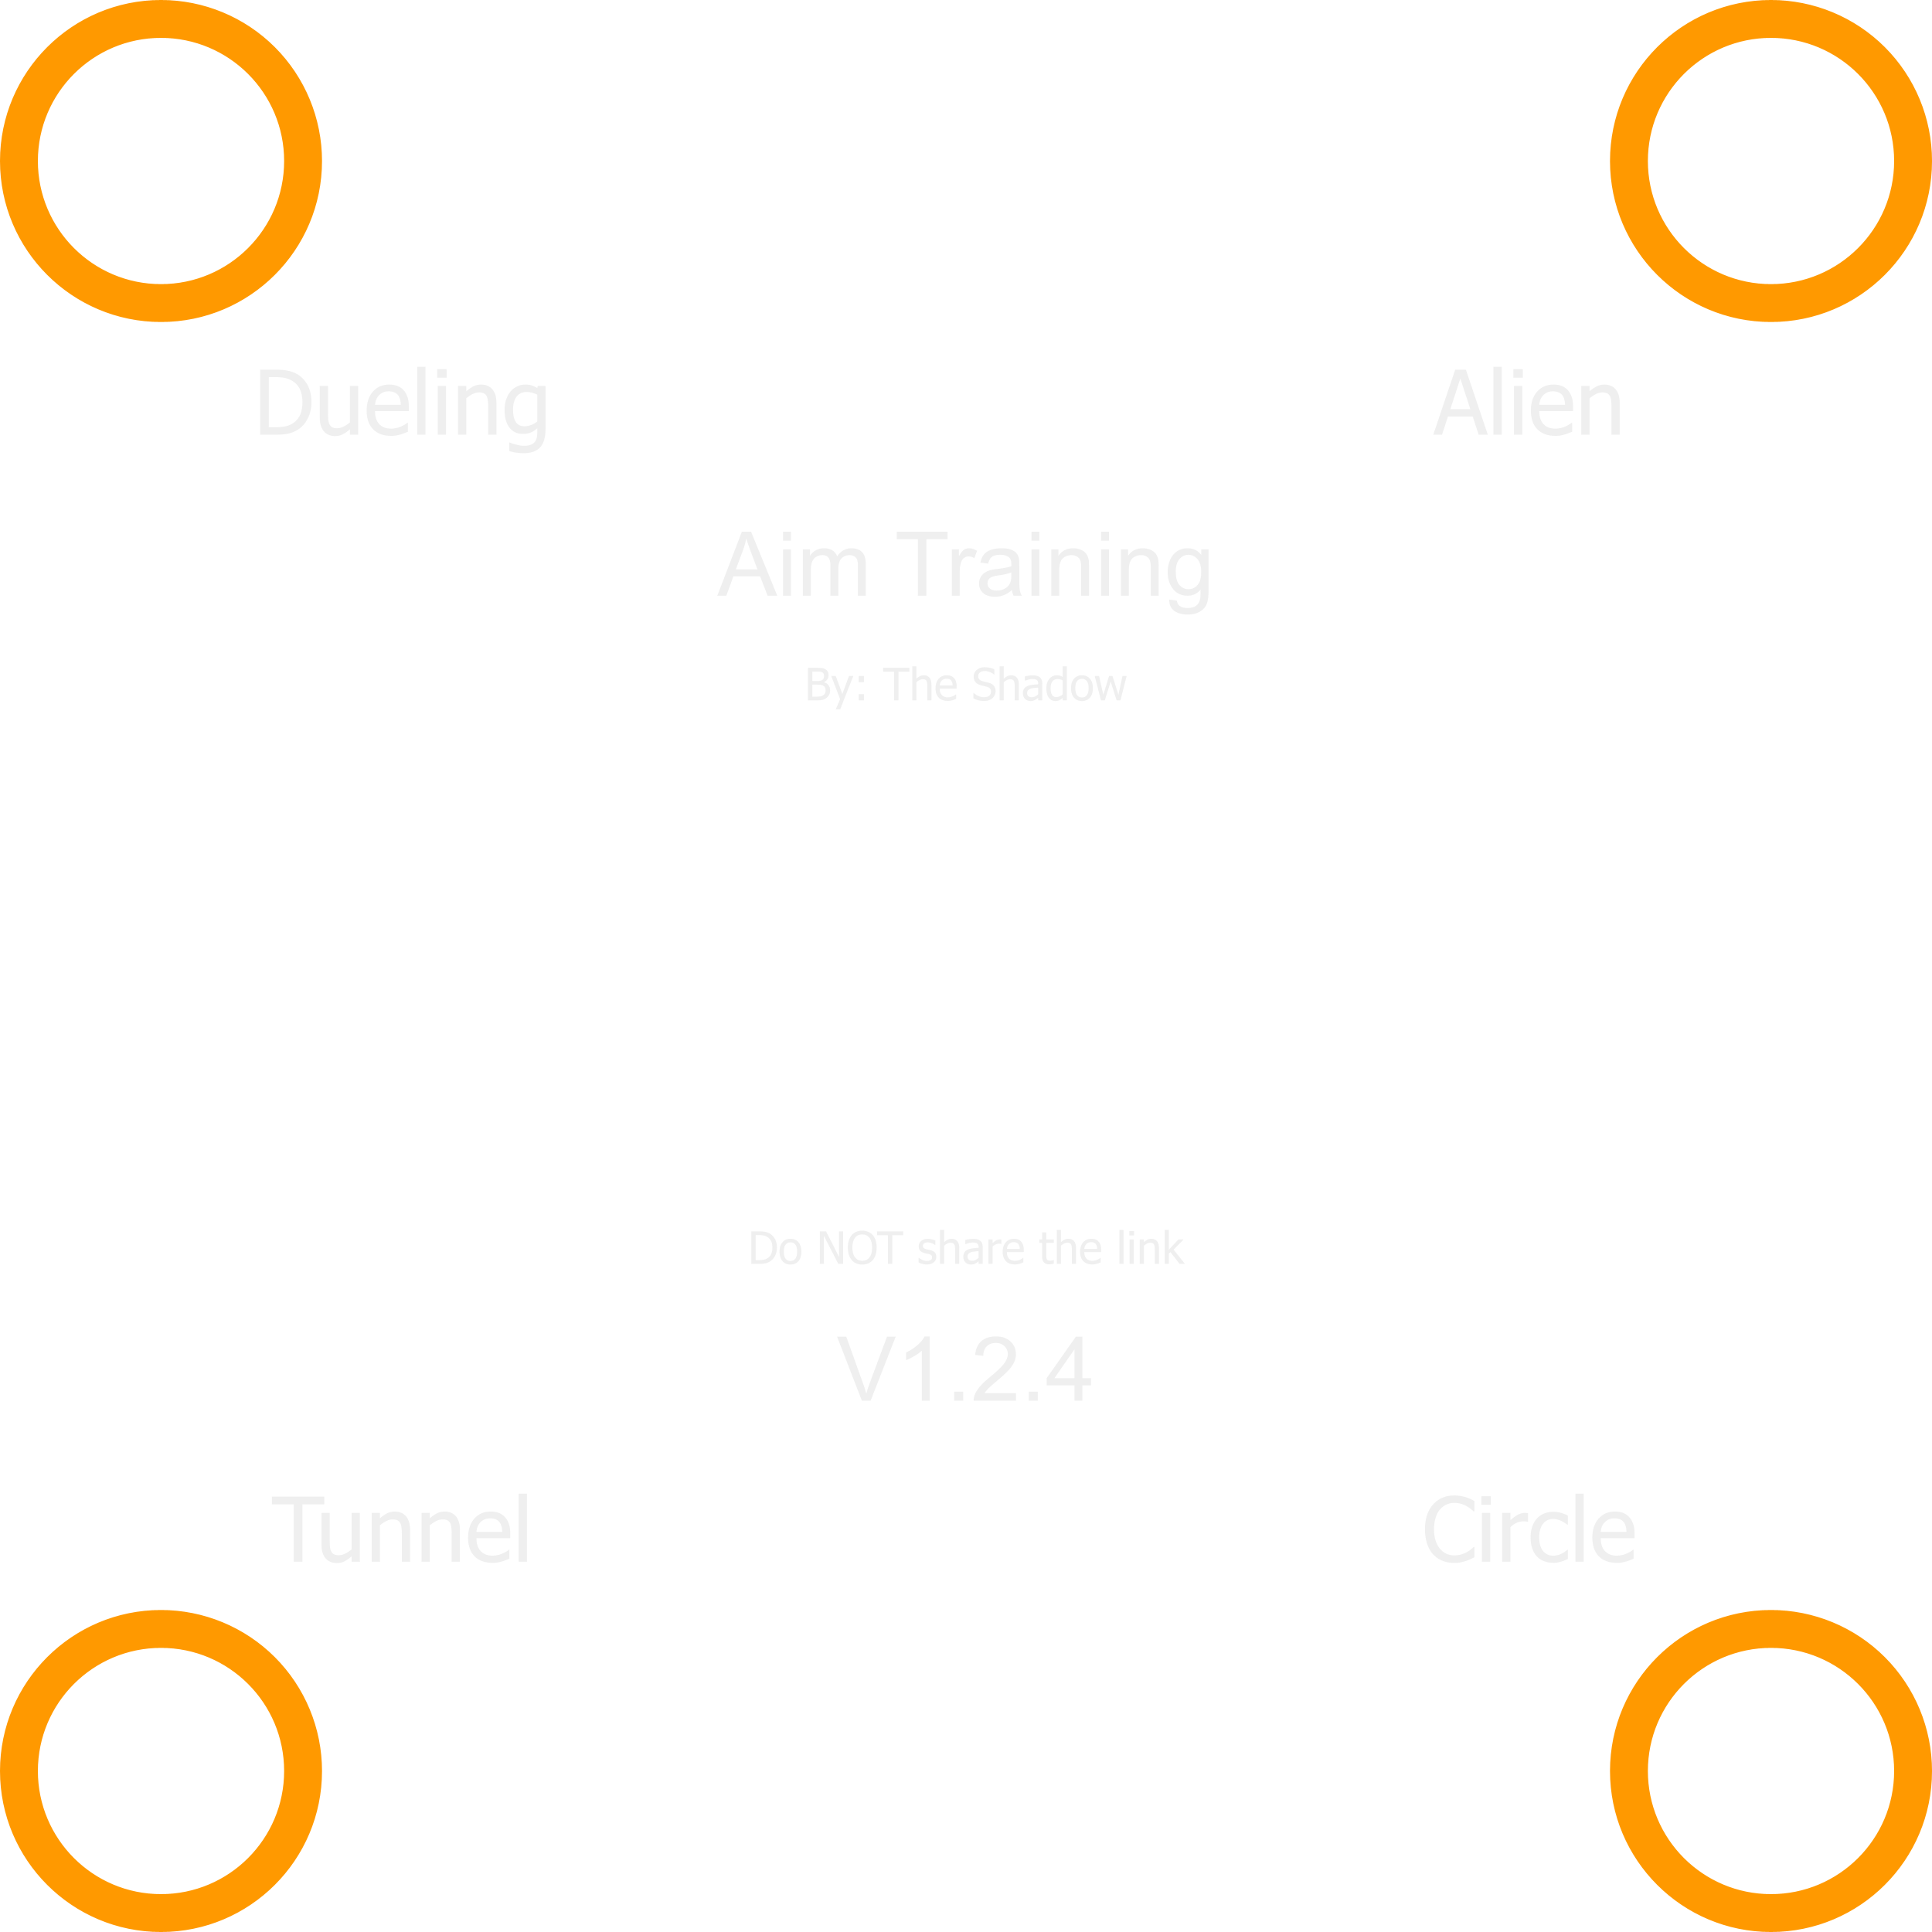 Dueling
Alien
Aim Training
By: The Shadow
Do NOT share the link
V1.2.4
Tunnel
Circle